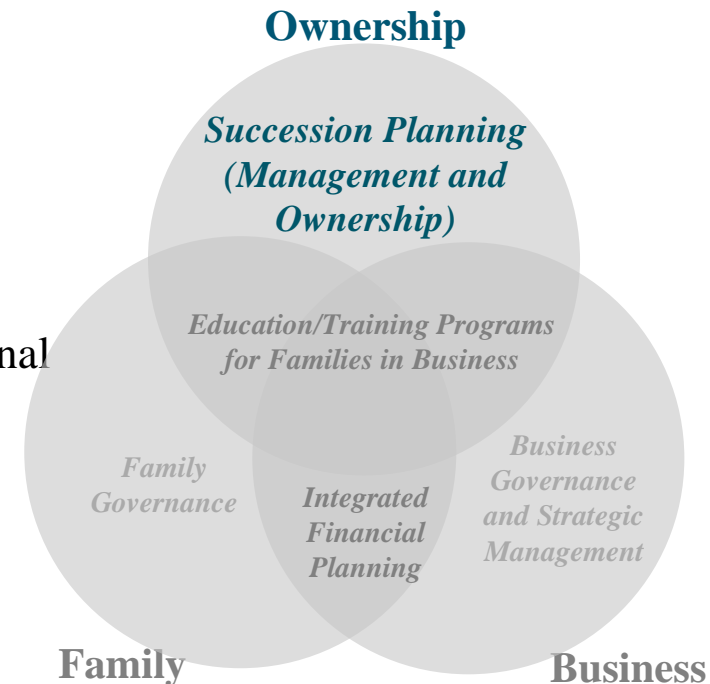 Ownership
Succession Planning
(Management and
Ownership)
Education/Training Programs
for Families in Business
nal
Family
Governance
Integrated
Financial
Planning
Business
Governance
and Strategic
Management
Family
Business